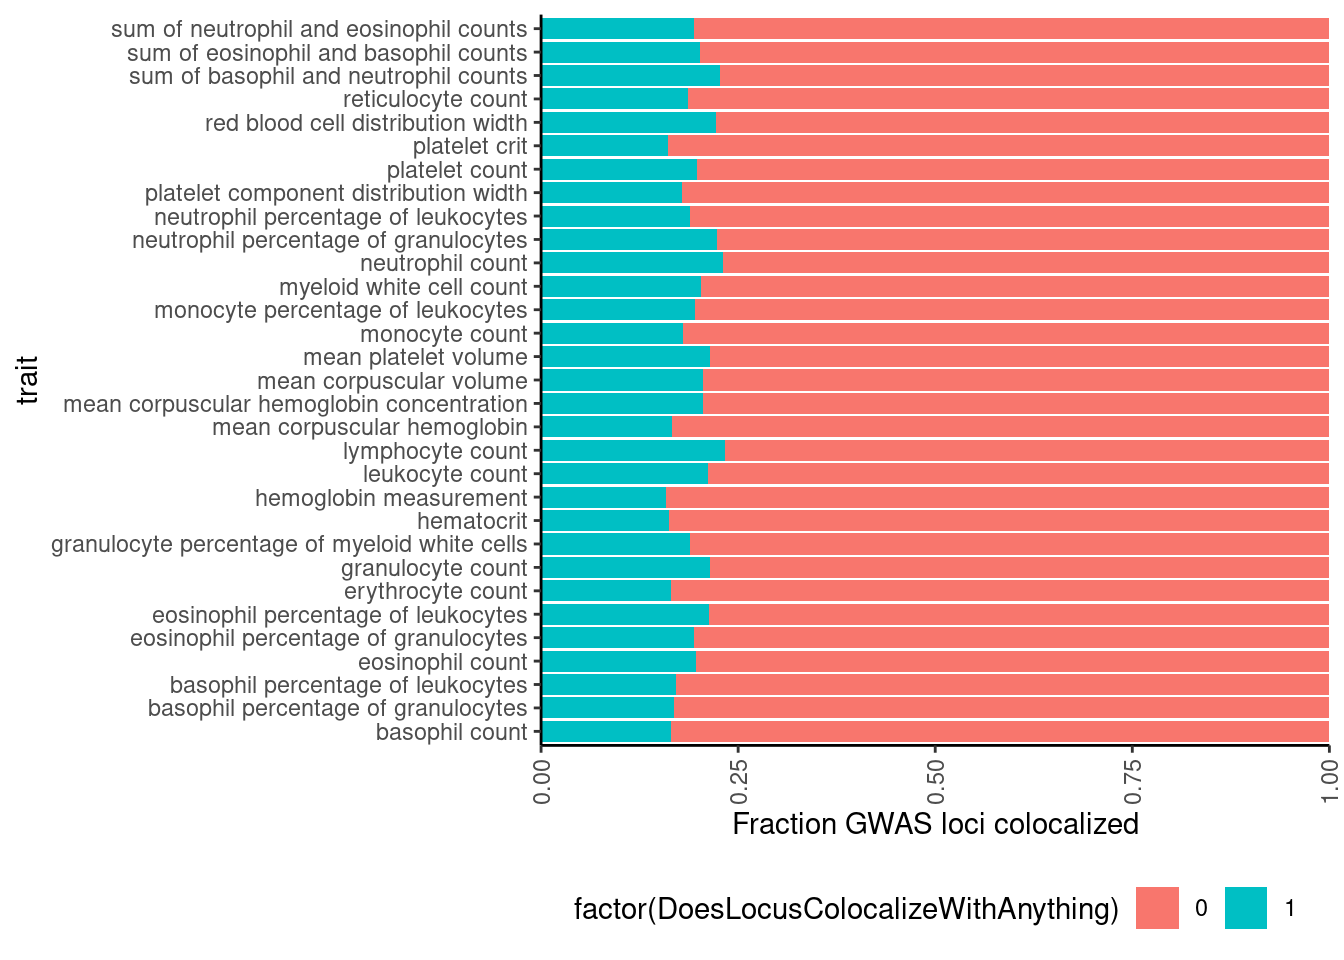 sum of neutrophil and eosinophil counts
sum of eosinophil and basophil counts
sum of basophil and neutrophil counts
reticulocyte count
red blood cell distribution width
platelet crit
platelet count
platelet component distribution width
neutrophil percentage of leukocytes
neutrophil percentage of granulocytes
neutrophil count
myeloid white cell count
monocyte percentage of leukocytes
monocyte count
mean platelet volume
mean corpuscular volume
mean corpuscular hemoglobin concentration
mean corpuscular hemoglobin
lymphocyte count
leukocyte count
hemoglobin measurement
hematocrit
granulocyte percentage of myeloid white cells
granulocyte count
erythrocyte count
eosinophil percentage of leukocytes
eosinophil percentage of granulocytes
eosinophil count
basophil percentage of leukocytes
basophil percentage of granulocytes
basophil count
trait
0.00
0.25
0.50
0.75
1.00
Fraction GWAS loci colocalized
factor(DoesLocusColocalizeWithAnything) 0 1